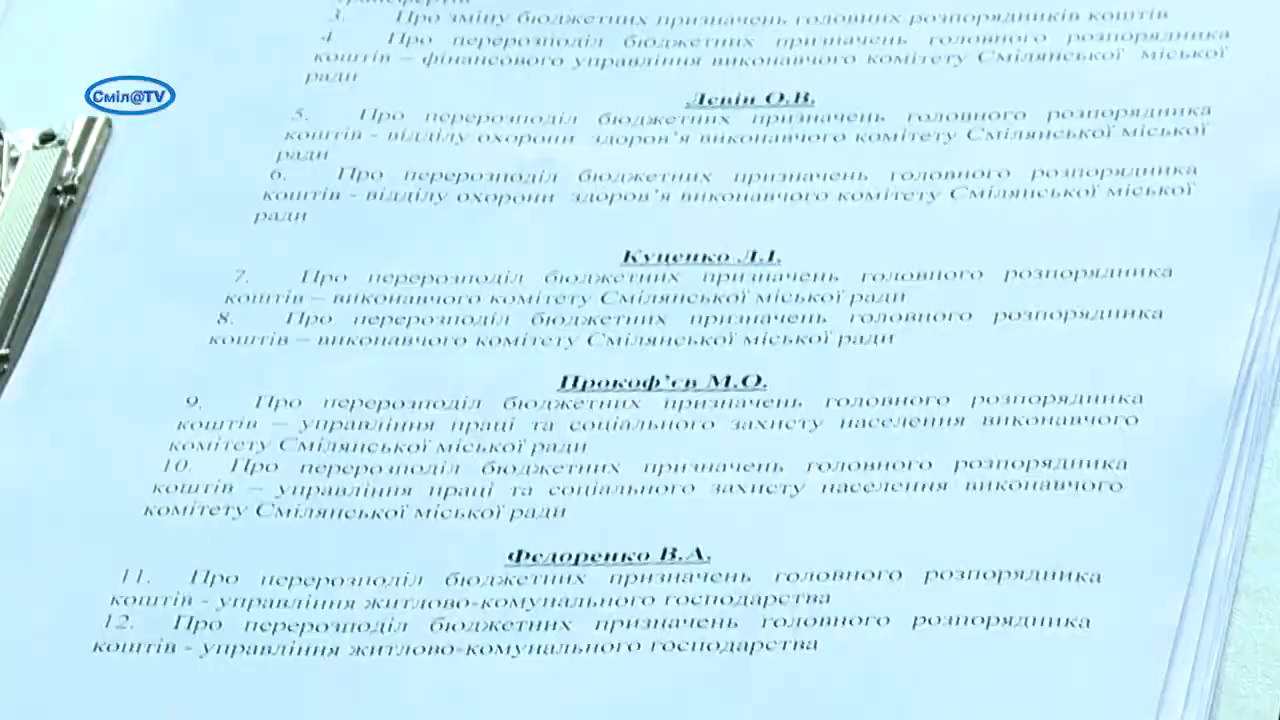 3. Про зміну бюджетних призначень головних розпорядників коштів
4. Про перерозподіл бюджетних призначень головного розпорядника
коштів – фінансового управління виконавчого комітету Смілянської міської
ради
Смiл@TV
5. Про перерозподіл бюджетних призначень головного розпорядника
коштів - відділу охорони здоров’я виконавчого комітету Смілянської міської
ради
6. Про перерозподіл бюджетних призначень головного розпорядника
коштів - відділу охорони здоров’я виконавчого комітету Смілянської міської
ради
Куценко Л.І.
7. Про перерозподіл бюджетних призначень головного розпорядника
коштів – виконавчого комітету Смілянської міської ради
8. Про перерозподіл бюджетних призначень головного розпорядника
коштів – виконавчого комітету Смілянської міської ради
Прокоф’єв М.О.
9. Про перерозподіл бюджетних призначень головного розпорядника
коштів – управління праці та соціального захисту населення виконавчого
комітету Смілянської міської ради
10. Про перерозподіл бюджетних призначень головного розпорядника
коштів – управління праці та соціального захисту населення виконавчого
комітету Смілянської міської ради
Федоренко В.А.
11. Про перерозподіл бюджетних призначень головного розпорядника
коштів - управління житлово-комунального господарства
12. Про перерозподіл бюджетних призначень головного розпорядника
коштів - управління житлово-комунального господарства